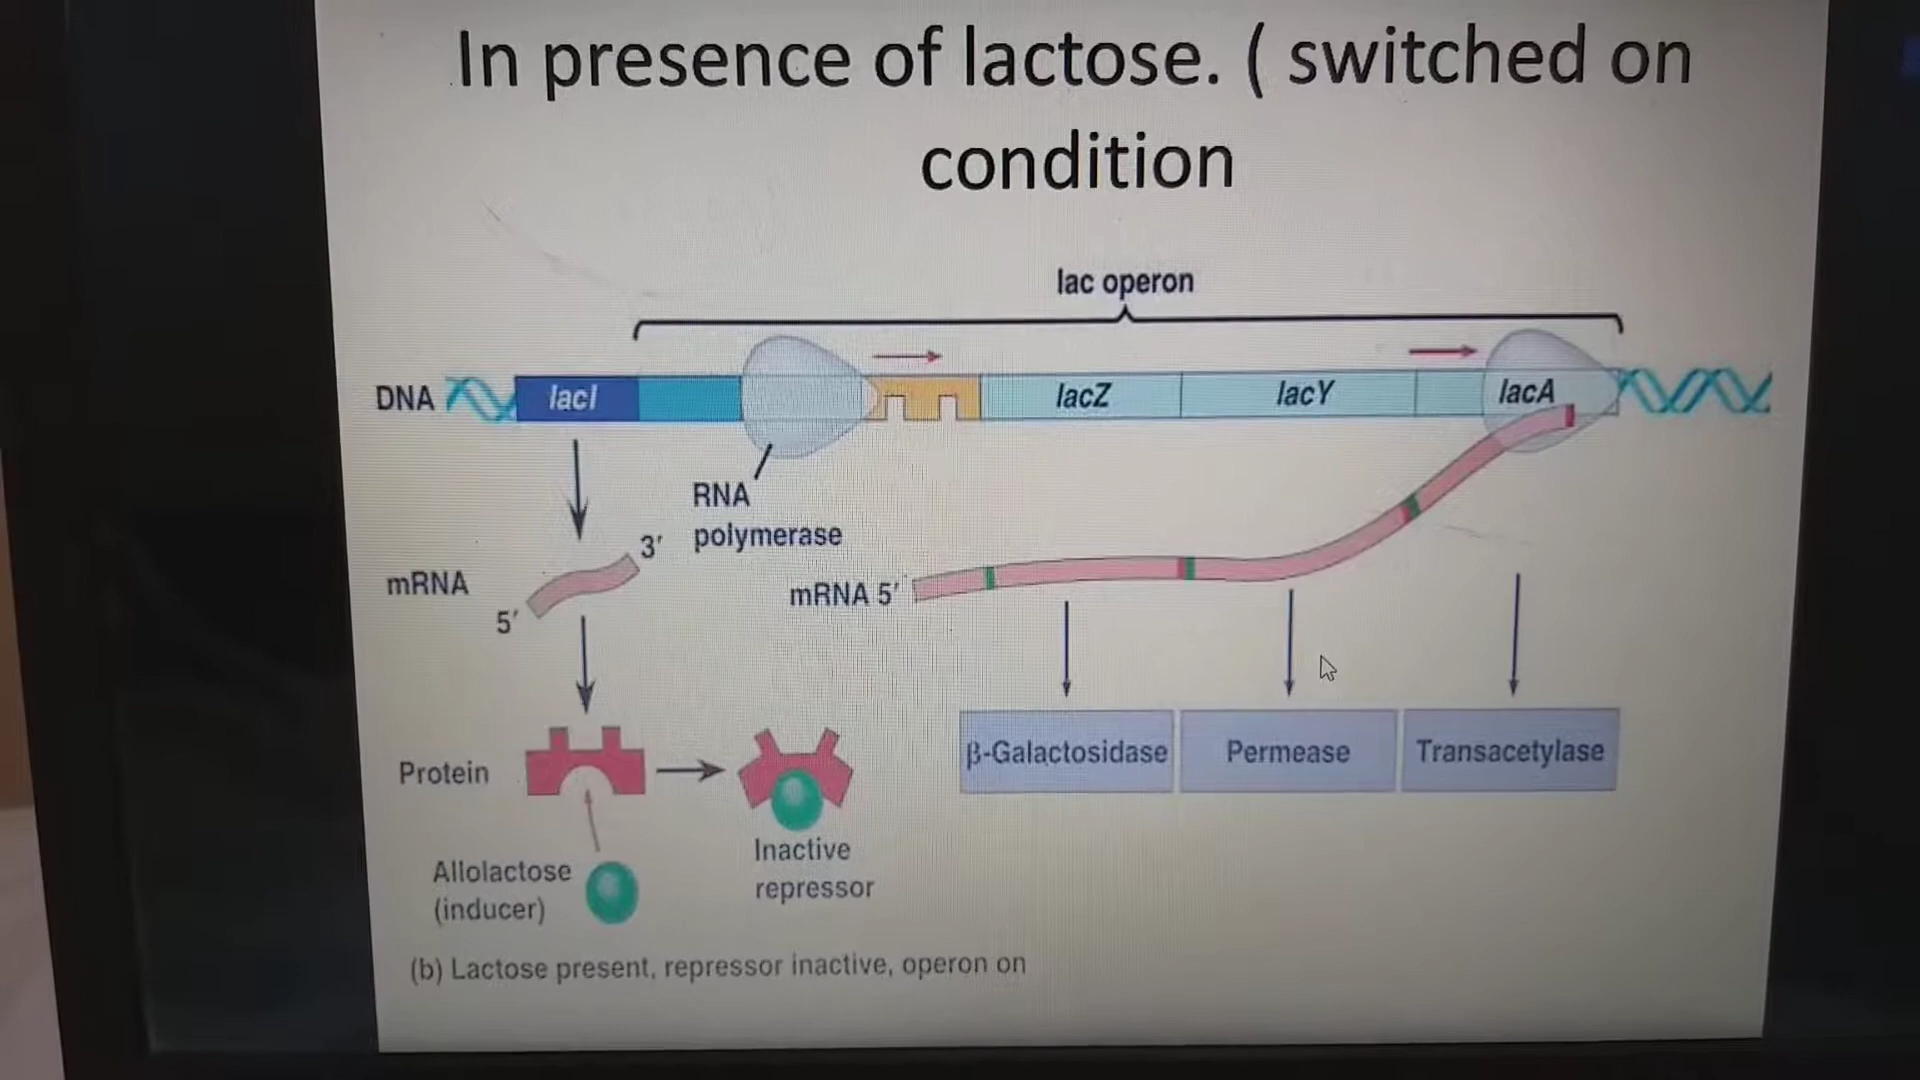 In presence of lactose. ( switched on
condition
lac operon
DNA
lacI
lacZ
lacY
lacA
RNA
polymerase
3′
mRNA
5′
mRNA 5′
Protein
β-Galactosidase
Permease
Transacetylase
Inactive
repressor
Allolactose
(inducer)
(b) Lactose present, repressor inactive, operon on